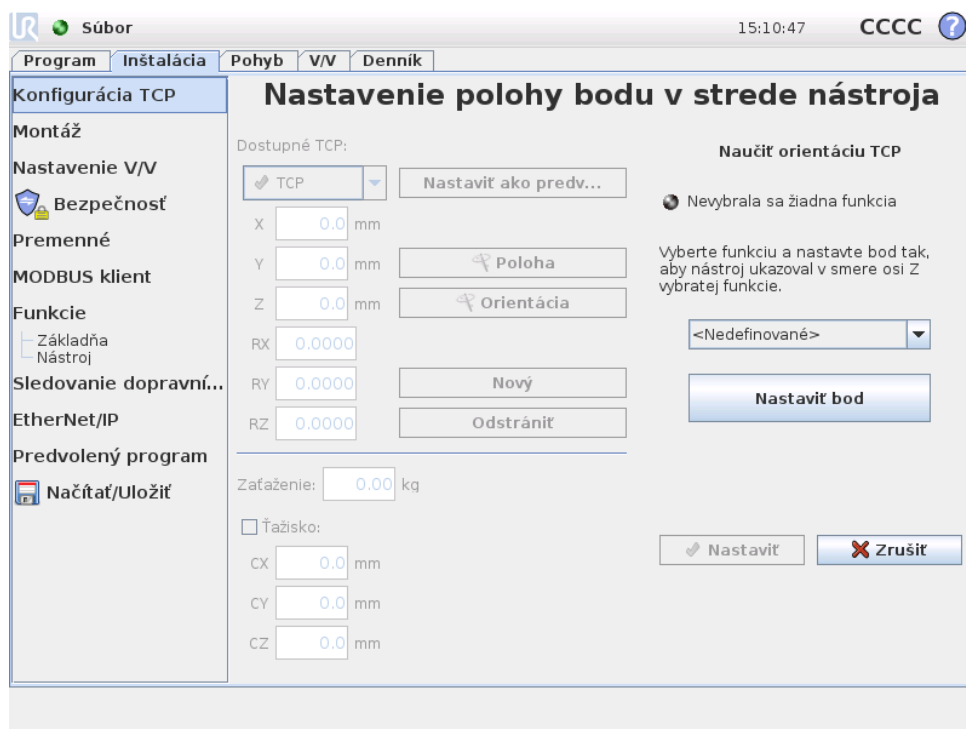 UR Súbor 15:10:47 CCCC ?
Program Inštalácia Pohyb V/V Denník
Konfigurácia TCP
Montáž
Nastavenie V/V
Bezpečnosť
Premenné
MODBUS klient
Funkcie
Základňa
Nástroj
Sledovanie dopravní...
EtherNet/IP
Predvolený program
Načítať/Uložiť
Nastavenie polohy bodu v strede nástroja
Dostupné TCP:
TCP Nastaviť ako predv...
X 0.0 mm
Y 0.0 mm Poloha
Z 0.0 mm Orientácia
RX 0.0000
RY 0.0000 Nový
RZ 0.0000 Odstrániť
Zaťaženie: 0.00 kg
Ťažisko:
CX 0.0 mm
CY 0.0 mm
CZ 0.0 mm
Naučiť orientáciu TCP
Nevybrala sa žiadna funkcia
Vyberte funkciu a nastavte bod tak,
aby nástroj ukazoval v smere osi Z
vybratej funkcie.
<Nedefinované>
Nastaviť bod
Nastaviť Zrušiť